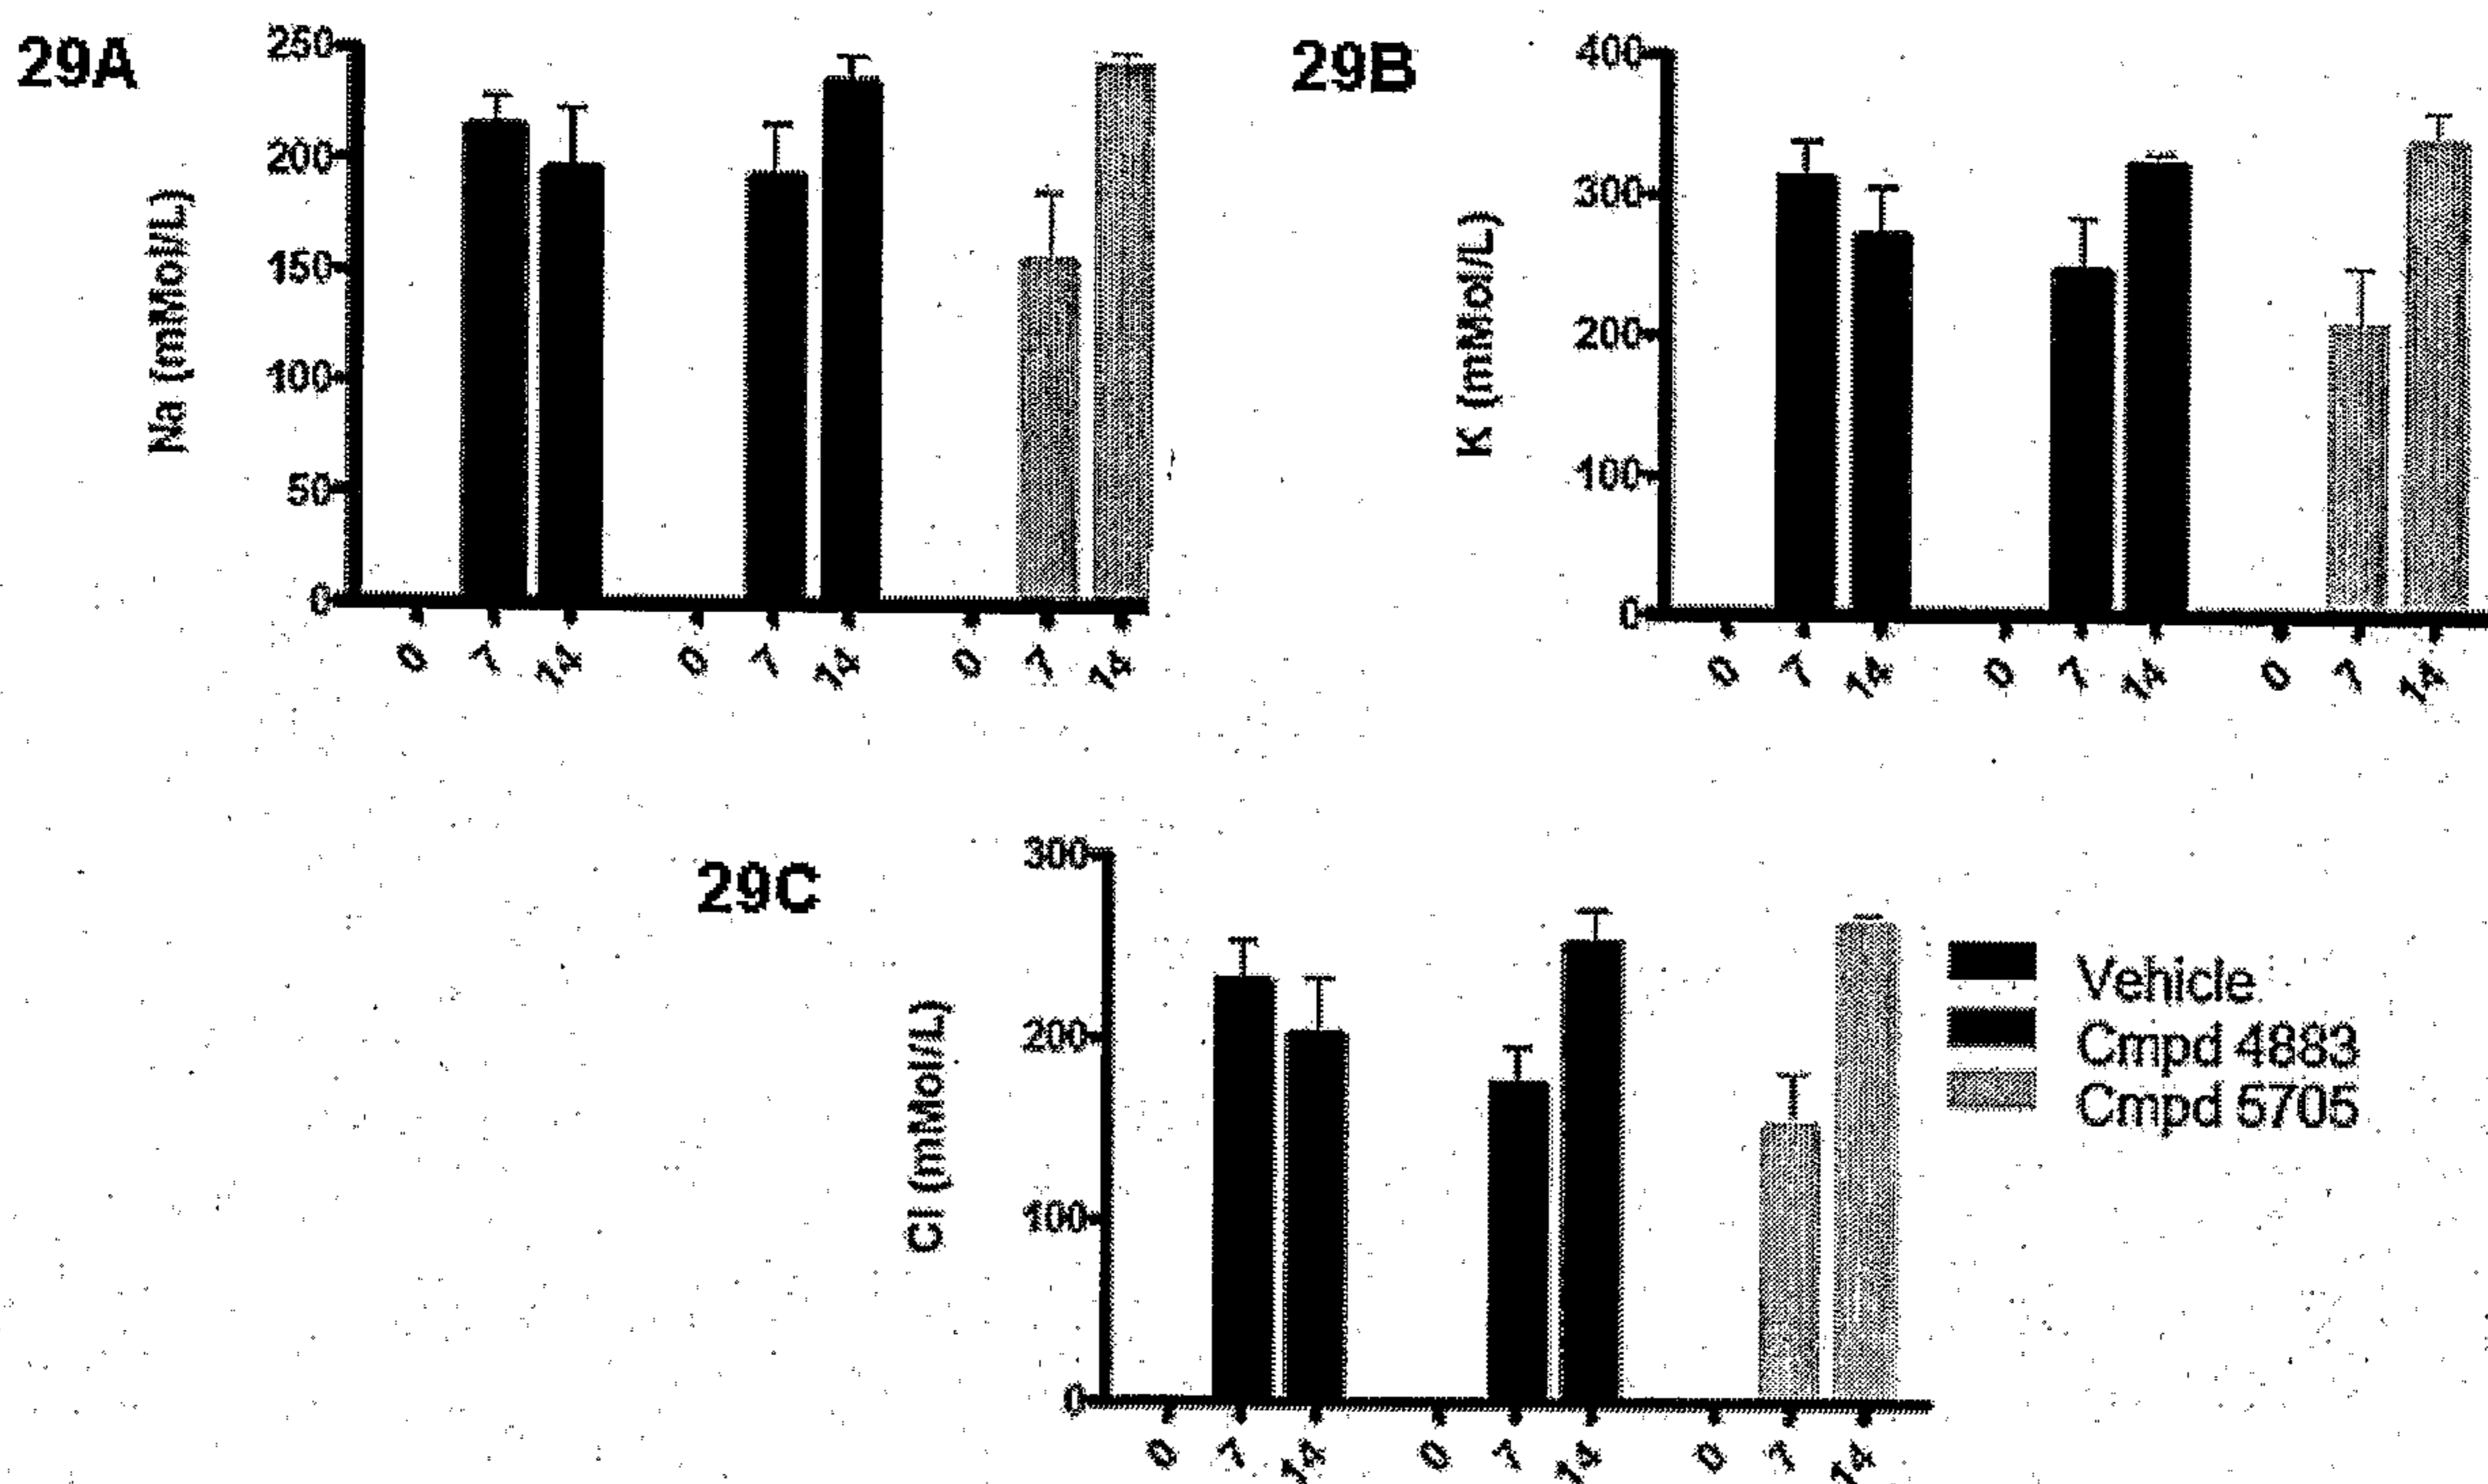 29A
Na (mMol/L)
250
200
150
100
50
0
0 7 14 0 7 14 0 7 14
29B
K (mMol/L)
400
300
200
100
0
0 7 14 0 7 14 0 7 14
29C
Cl (mMol/L)
300
200
100
0
0 7 14 0 7 14 0 7 14
Vehicle
Cmpd 4883
Cmpd 5705